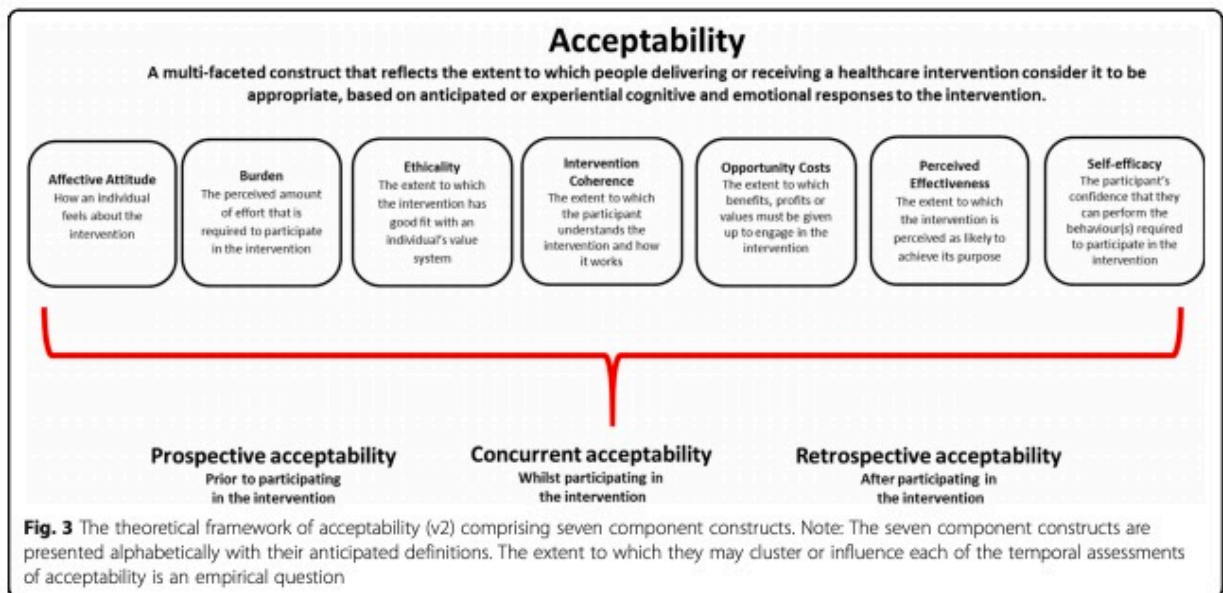 Acceptability
A multi-faceted construct that reflects the extent to which people delivering or receiving a healthcare intervention consider it to be
appropriate, based on anticipated or experiential cognitive and emotional responses to the intervention.
Affective Attitude
How an individual
feels about the
intervention
Burden
The perceived amount
of effort that is
required to participate
in the intervention
Ethicality
The extent to which
the intervention has
good fit with an
individual's value
system
Intervention
Coherence
The extent to which
the participant
understands the
intervention and how
it works
Opportunity Costs
The extent to which
benefits, profits or
values must be given
up to engage in the
intervention
Perceived
Effectiveness
The extent to which
the intervention is
perceived as likely to
achieve its purpose
Self-efficacy
The participant's
confidence that they
can perform the
behaviour(s) required
to participate in the
intervention
Prospective acceptability
Prior to participating
in the intervention
Concurrent acceptability
Whilst participating in
the intervention
Retrospective acceptability
After participating in
the intervention
Fig. 3 The theoretical framework of acceptability (v2) comprising seven component constructs. Note: The seven component constructs are
presented alphabetically with their anticipated definitions. The extent to which they may cluster or influence each of the temporal assessments
of acceptability is an empirical question